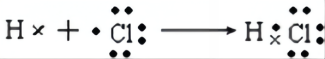 H × + · Cl : ⟶ H : Cl :